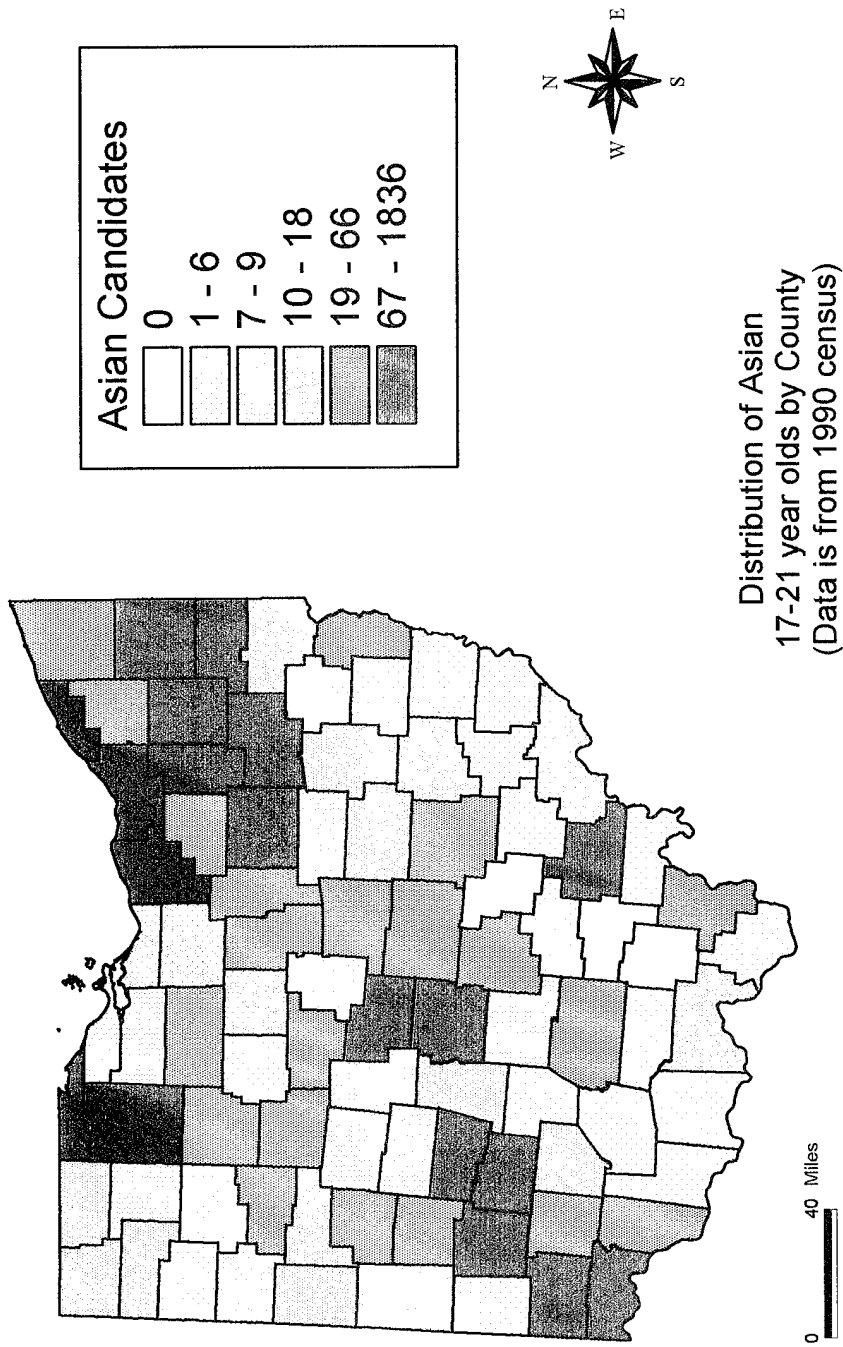 Asian Candidates
0
1 - 6
7 - 9
10 - 18
19 - 66
67 - 1836
N
W
E
S
Distribution of Asian
17-21 year olds by County
(Data is from 1990 census)
0
40 Miles